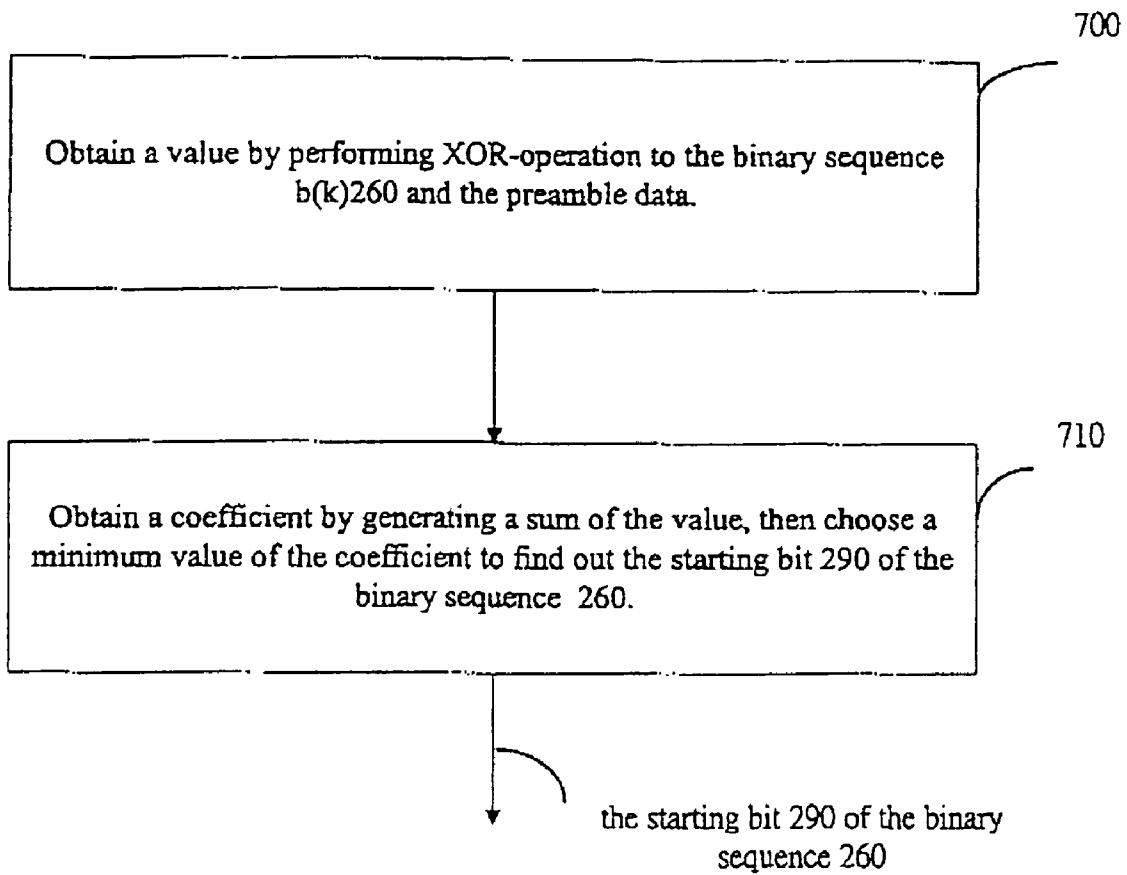 700
Obtain a value by performing XOR-operation to the binary sequence
b(k)260 and the preamble data.
710
Obtain a coefficient by generating a sum of the value, then choose a
minimum value of the coefficient to find out the starting bit 290 of the
binary sequence 260.
the starting bit 290 of the binary
sequence 260